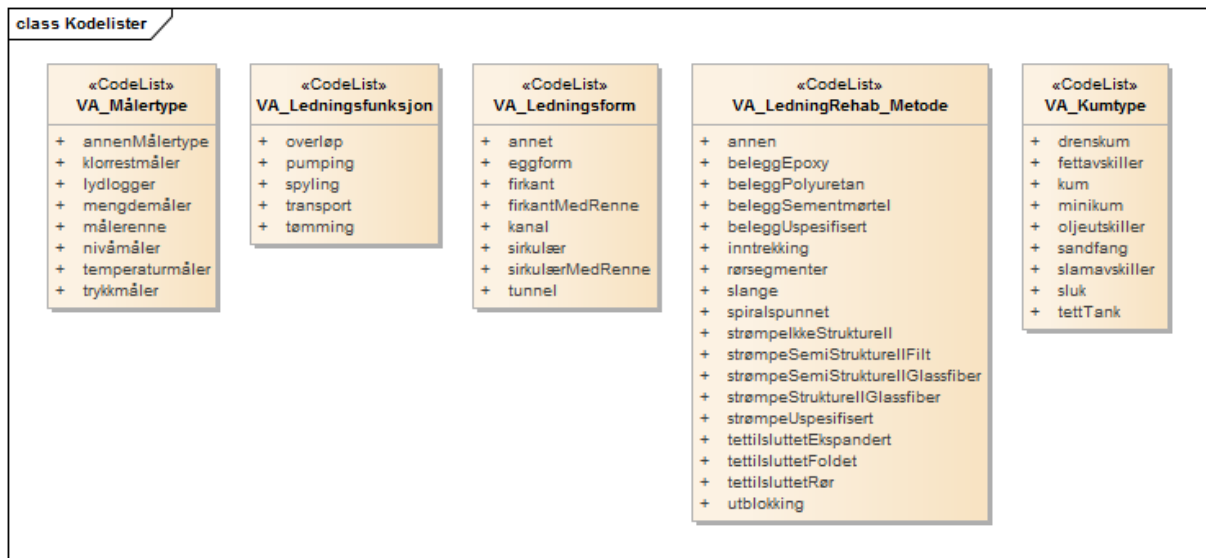 class Kodelister
«CodeList»
VA_Målertype
+ annenMålertype
+ klorrestmåler
+ lydlogger
+ mengdemåler
+ målerenne
+ nivåmåler
+ temperaturmåler
+ trykkmåler
«CodeList»
VA_Ledningsfunksjon
+ overløp
+ pumping
+ spyling
+ transport
+ tømming
«CodeList»
VA_Ledningsform
+ annet
+ eggform
+ firkant
+ firkantMedRenne
+ kanal
+ sirkulær
+ sirkulærMedRenne
+ tunnel
«CodeList»
VA_LedningRehab_Metode
+ annen
+ beleggEpoxy
+ beleggPolyuretan
+ beleggSementmørtel
+ beleggUspesifisert
+ inntrekking
+ rørsegmenter
+ slange
+ spiralspunnet
+ strømpeIkkeStrukturell
+ strømpeSemiStrukturellFilt
+ strømpeSemiStrukturellGlassfiber
+ strømpeStrukturellGlassfiber
+ strømpeUspesifisert
+ tettilsluttetEkspandert
+ tettilsluttetFoldet
+ tettilsluttetRør
+ utblokking
«CodeList»
VA_Kumtype
+ drenskum
+ fettavskiller
+ kum
+ minikum
+ oljeutskiller
+ sandfang
+ slamavskiller
+ sluk
+ tettTank